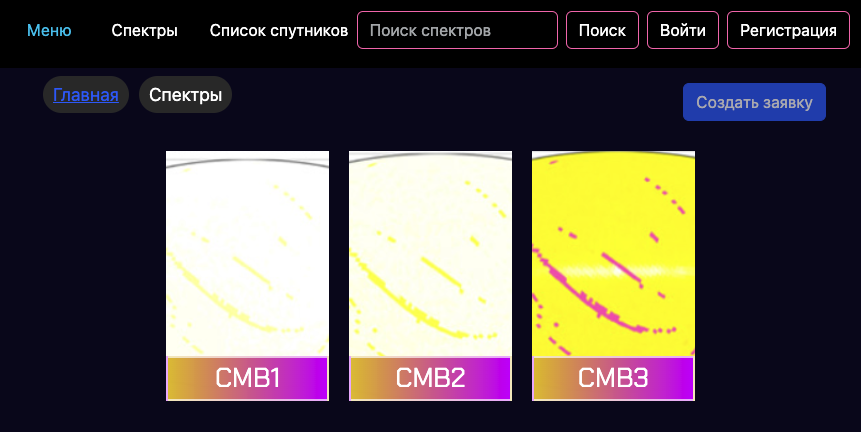 Меню Спектры Список спутников Поиск спектров Поиск Войти Регистрация
Главная Спектры Создать заявку
CMB1 CMB2 CMB3